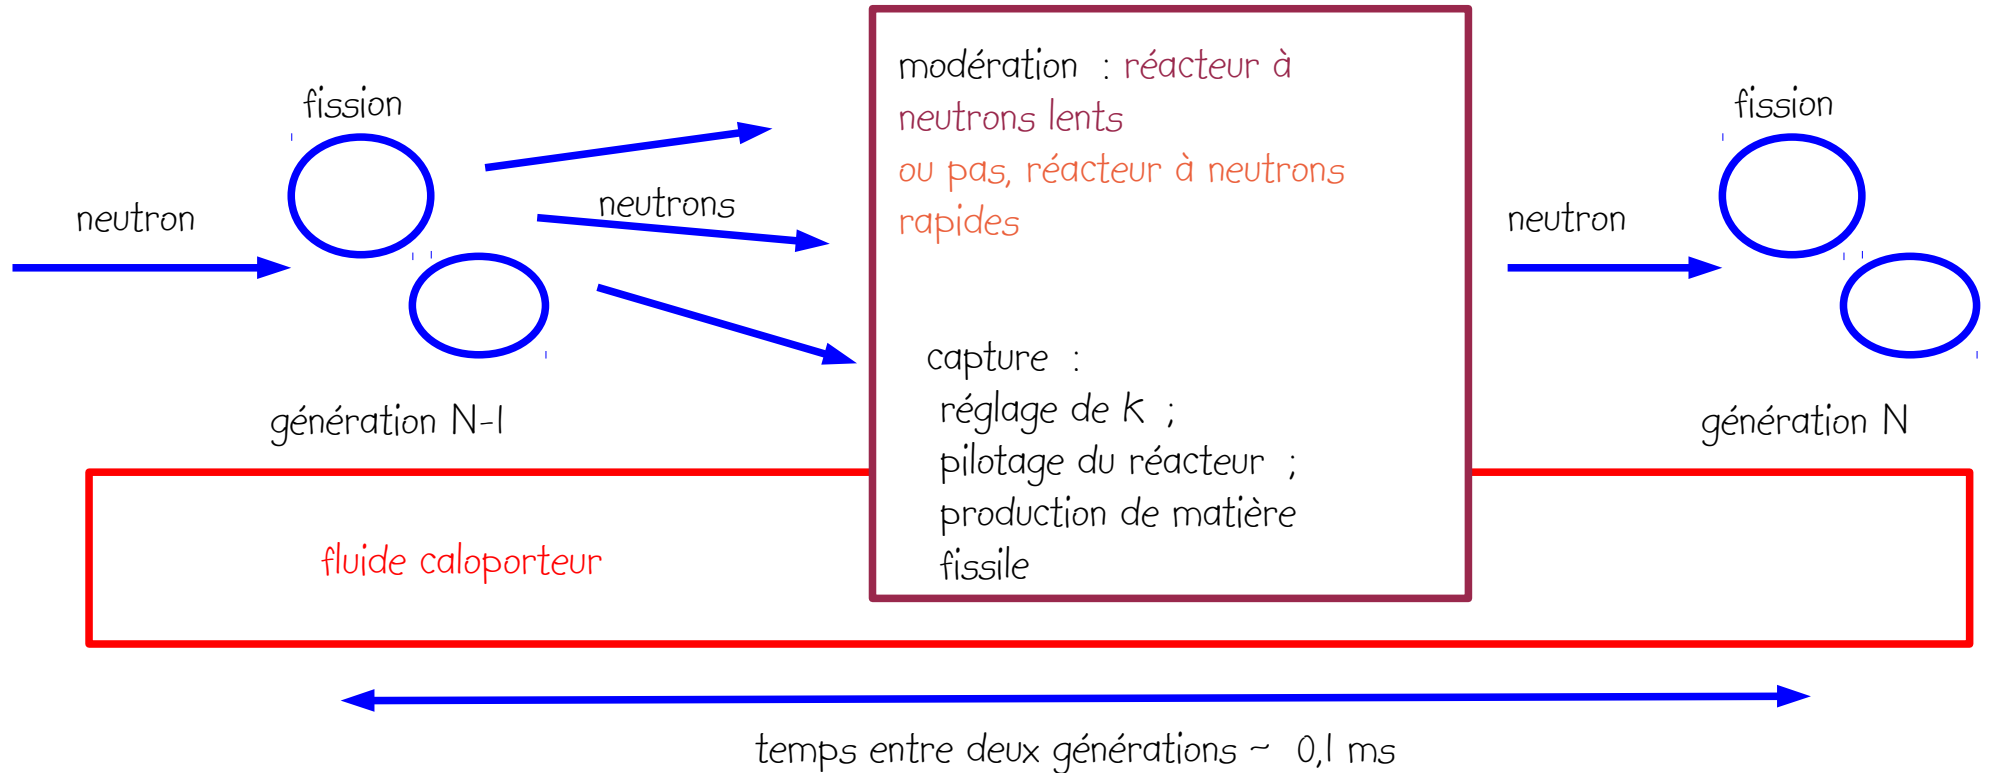 fission
neutron
neutrons
génération N-1
modération : réacteur à
neutrons lents
ou pas, réacteur à neutrons
rapides
capture :
réglage de K ;
pilotage du réacteur ;
production de matière
fissile
fission
neutron
génération N
fluide caloporteur
temps entre deux générations ~ 0,1 ms